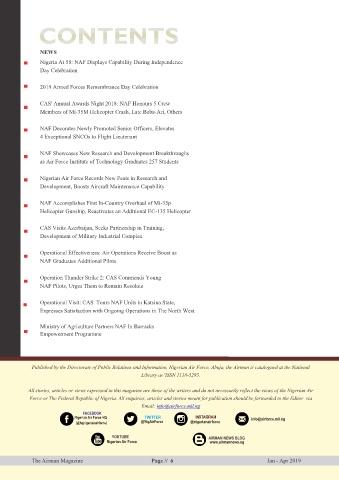 CONTENTS
NEWS
Nigeria At 58: NAF Displays Capability During Independence
Day Celebration
2019 Armed Forces Remembrance Day Celebration
CAS' Annual Awards Night 2018: NAF Honours 5 Crew
Members of Mi-35M Helicopter Crash, Late Bebu-Ari, Others
NAF Decorates Newly Promoted Senior Officers, Elevates
4 Exceptional SNCOs to Flight Lieutenant
NAF Showcases New Research and Development Breakthroughs
as Air Force Institute of Technology Graduates 257 Students
Nigerian Air Force Records New Feats in Research and
Development, Boosts Aircraft Maintenance Capability
NAF Accomplishes First In-Country Overhaul of Mi-35p
Helicopter Gunship, Reactivates an Additional EC-135 Helicopter
CAS Visits Azerbaijan, Seeks Partnership in Training,
Development of Military Industrial Complex
Operational Effectiveness: Air Operations Receive Boost as
NAF Graduates Additional Pilots
Operation Thunder Strike 2: CAS Commends Young
NAF Pilots, Urges Them to Remain Resolute
Operational Visit: CAS Tours NAF Units in Katsina State,
Expresses Satisfaction with Ongoing Operations in The North West
Ministry of Agriculture Partners NAF In Barracks
Empowerment Programme
Published by the Directorate of Public Relations and Information, Nigerian Air Force, Abuja, the Airman is catalogued at the National
Library as 'ISSN 1118-5295.
All stories, articles or views expressed in this magazine are those of the writers and do not necessarily reflect the views of the Nigerian Air
Force or The Federal Republic of Nigeria. All enquiries, articles and stories meant for publication should be forwarded to the Editor via
Email: info@airforce.mil.ng
FACEBOOK
Nigerian Air Force HQ
(@hqnigerianairforce)
TWITTER
@NigAirForce
INSTAGRAM
@nigerianairforce
info@airforce.mil.ng
YOUTUBE
Nigerian Air Force
AIRMAN NEWS BLOG
www.airmannews.ng
The Airman Magazine Page // 6 Jan - Apr 2019